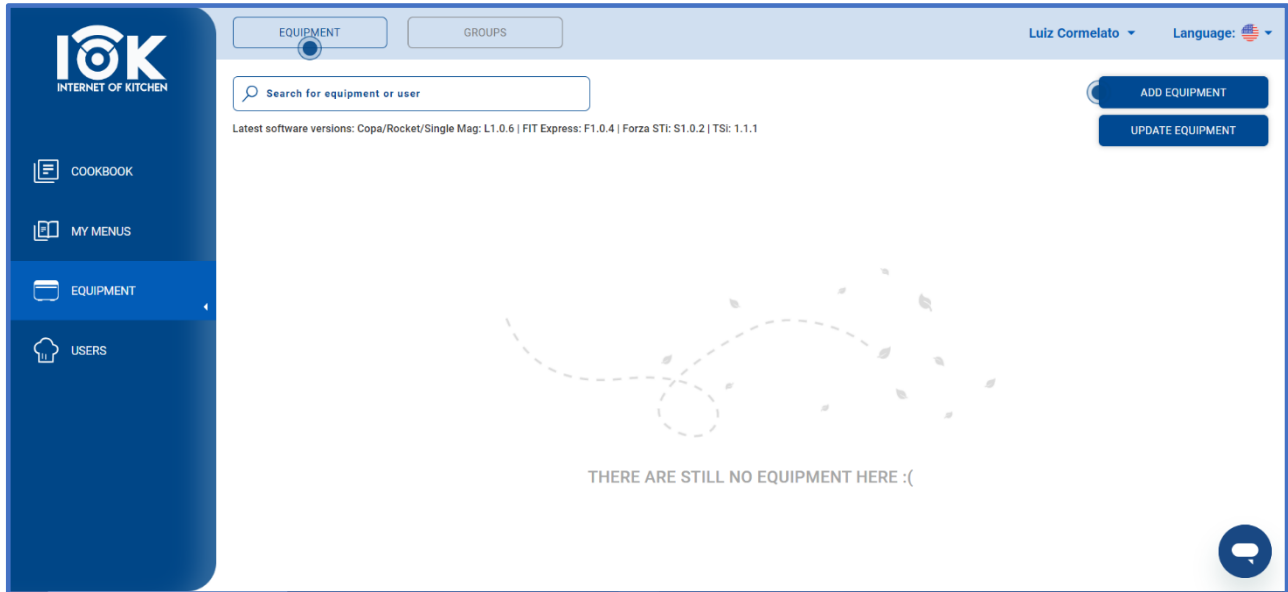 IOK
INTERNET OF KITCHEN
EQUIPMENT
GROUPS
Luiz Cormelato
Language:
Search for equipment or user
ADD EQUIPMENT
Latest software versions: Copa/Rocket/Single Mag: L1.0.6 | FIT Express: F1.0.4 | Forza STi: S1.0.2 | TSi: 1.1.1
UPDATE EQUIPMENT
COOKBOOK
MY MENUS
EQUIPMENT
USERS
THERE ARE STILL NO EQUIPMENT HERE :(